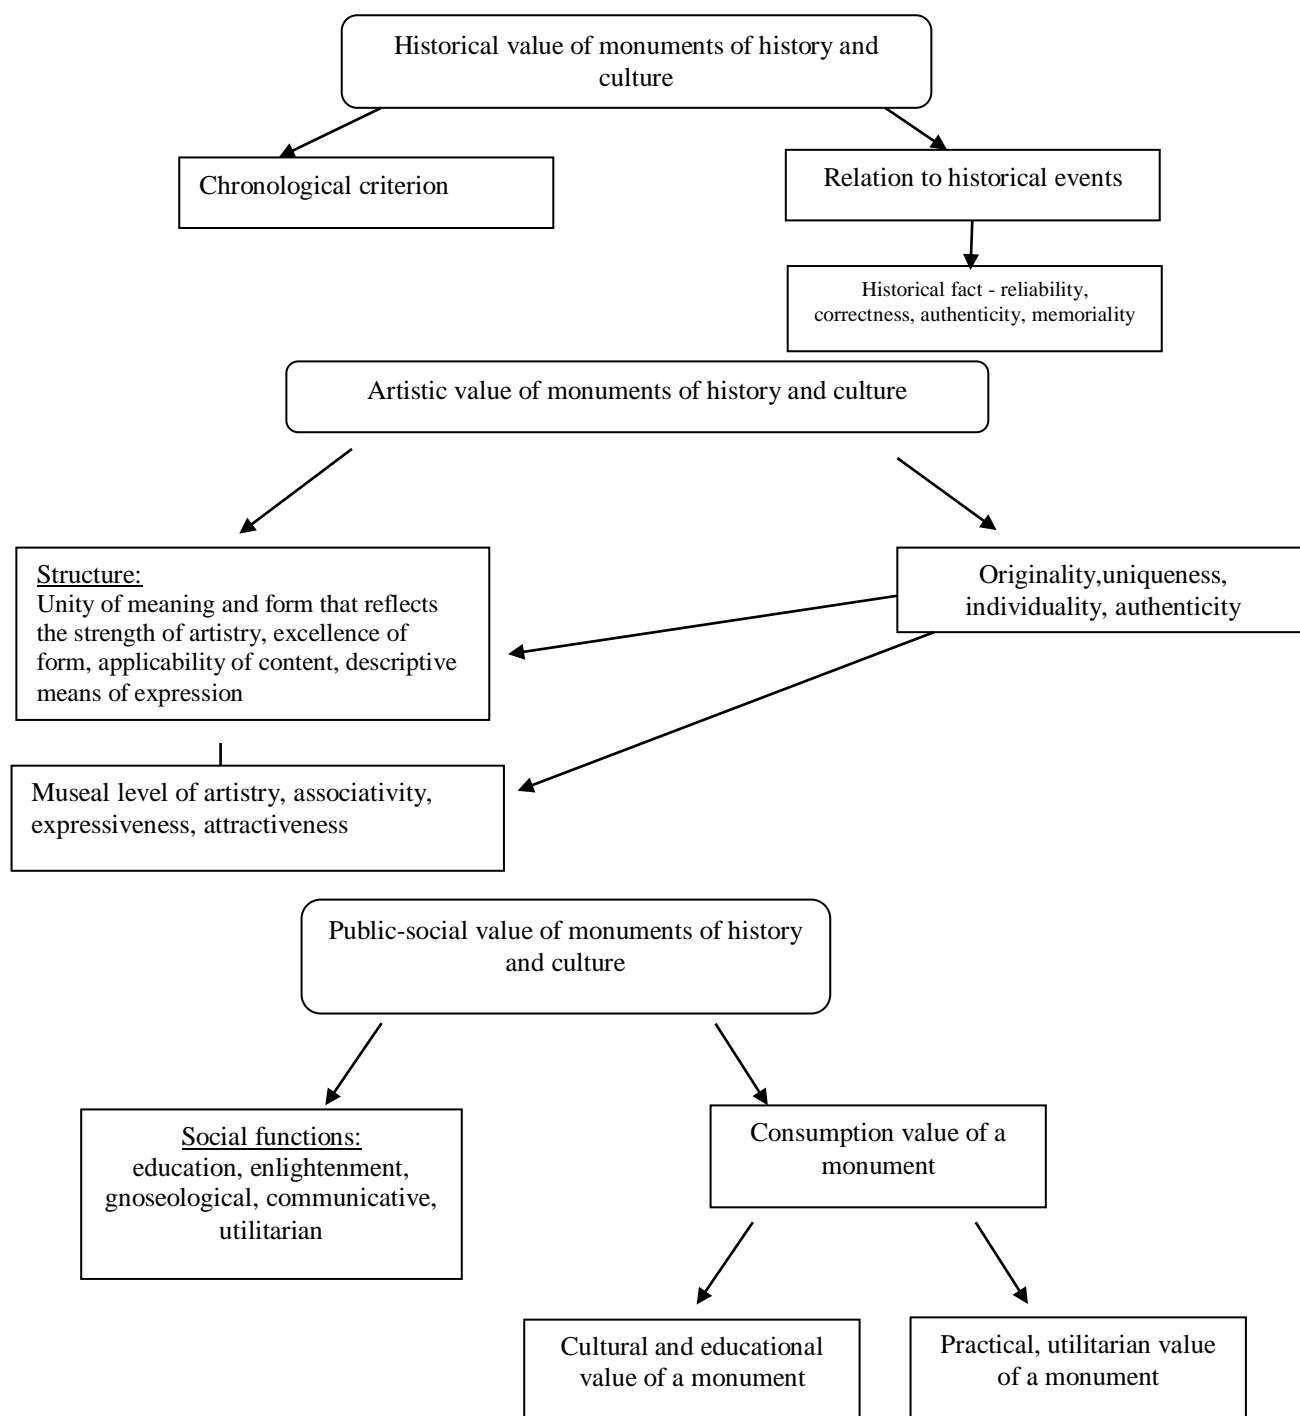 Historical value of monuments of history and
culture
Chronological criterion
Relation to historical events
Historical fact - reliability,
correctness, authenticity, memoriality
Artistic value of monuments of history and culture
Structure:
Unity of meaning and form that reflects
the strength of artistry, excellence of
form, applicability of content, descriptive
means of expression
Originality,uniqueness,
individuality, authenticity
Museal level of artistry, associativity,
expressiveness, attractiveness
Public-social value of monuments of history
and culture
Social functions:
education, enlightenment,
gnoseological, communicative,
utilitarian
Consumption value of a
monument
Cultural and educational
value of a monument
Practical, utilitarian value
of a monument